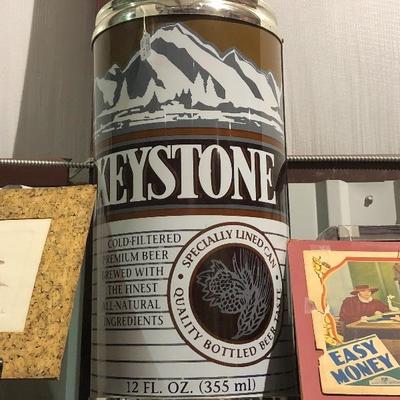 KEYSTONE
COLD-FILTERED
PREMIUM BEER
BREWED WITH
THE FINEST
ALL-NATURAL
INGREDIENTS
SPECIALLY LINED CAN
QUALITY BOTTLED BEER TASTE
12 FL. OZ. (355 ml)
EASY
MONEY